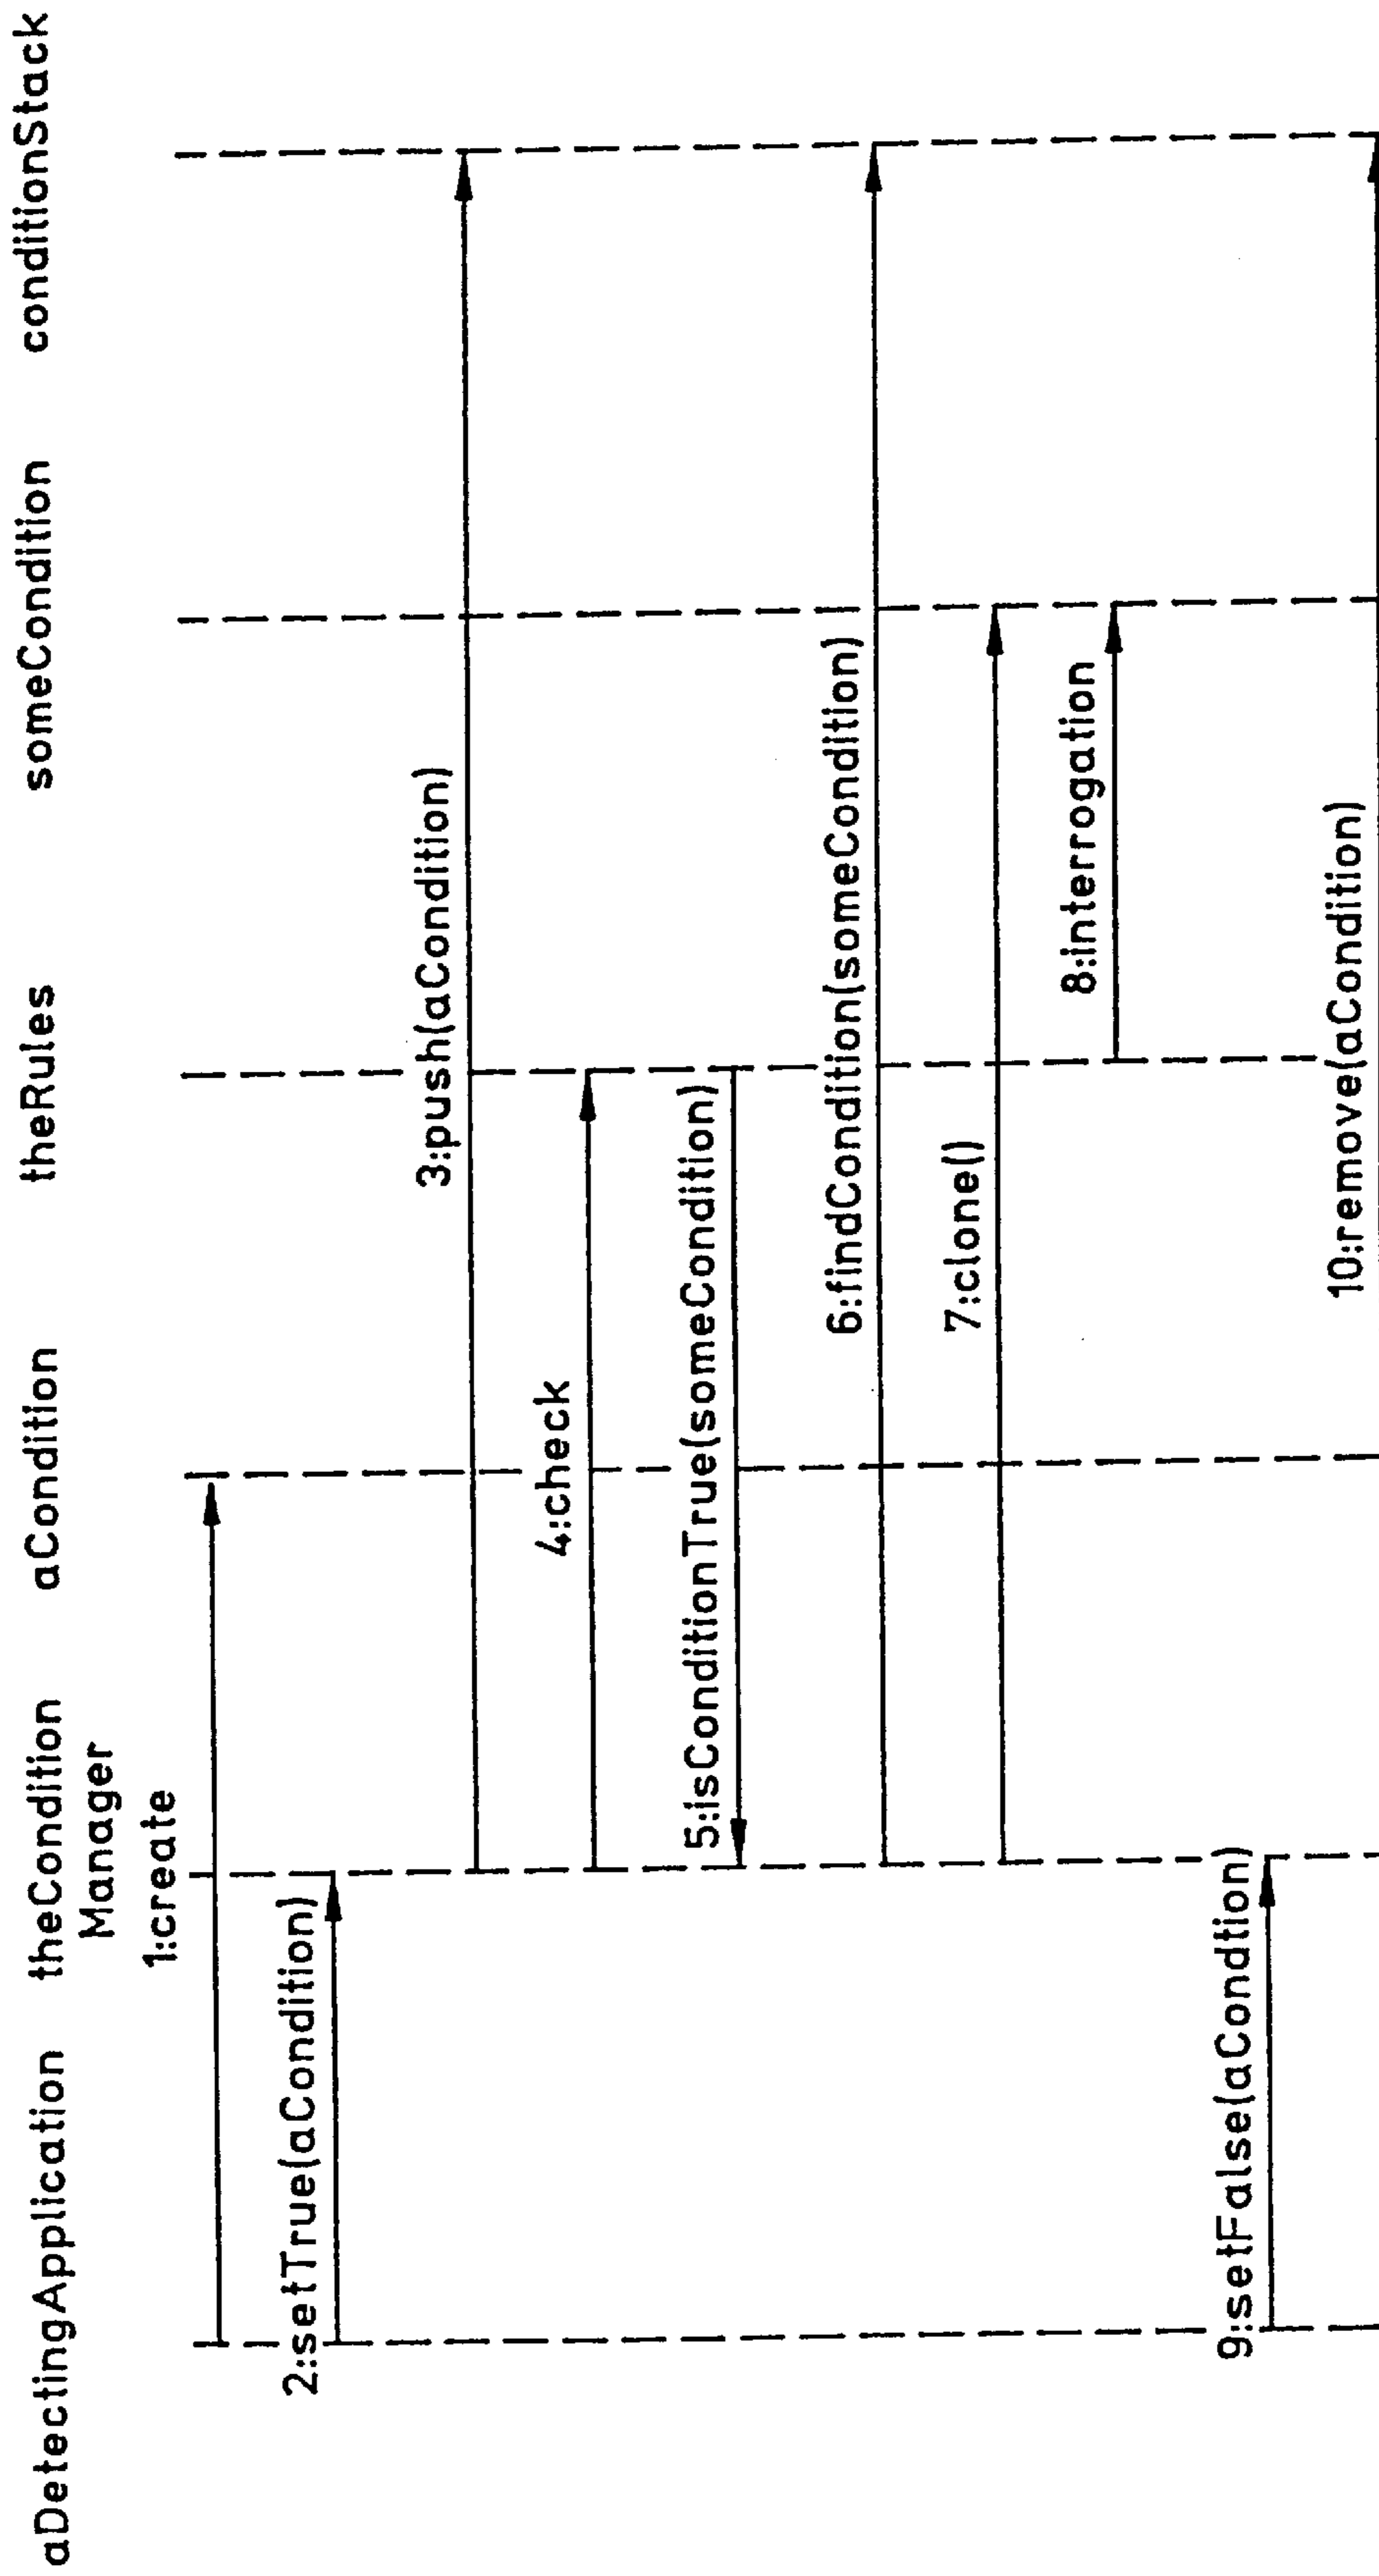 aDetectingApplication theCondition Manager aCondition theRules someCondition conditionStack
1:create
2:setTrue(aCondition)
3:push(aCondition)
4:check
5:isConditionTrue(someCondition)
6:findCondition(someCondition)
7:clone()
8:interrogation
9:setFalse(aCondtion)
10:remove(aCondition)